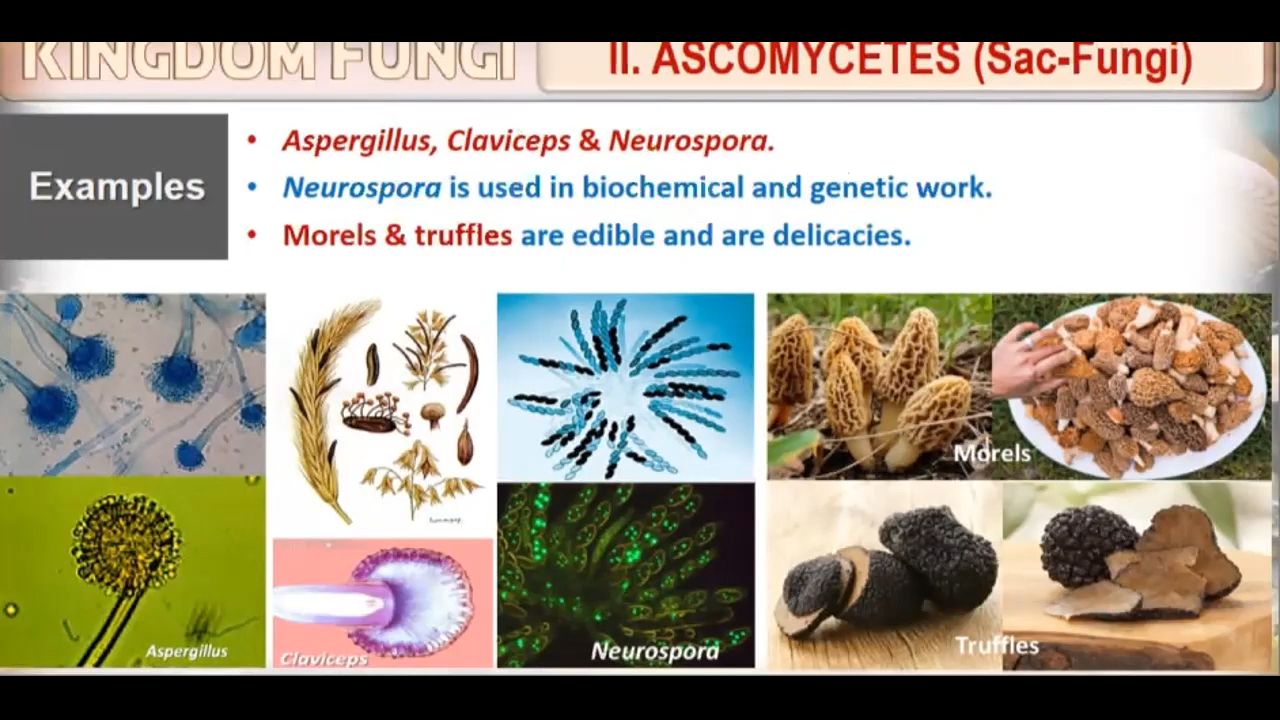 KINGDOM FUNGI
II. ASCOMYCETES (Sac-Fungi)
Examples
• Aspergillus, Claviceps & Neurospora.
• Neurospora is used in biochemical and genetic work.
• Morels & truffles are edible and are delicacies.
Morels
Aspergillus
Claviceps
Neurospora
Truffles